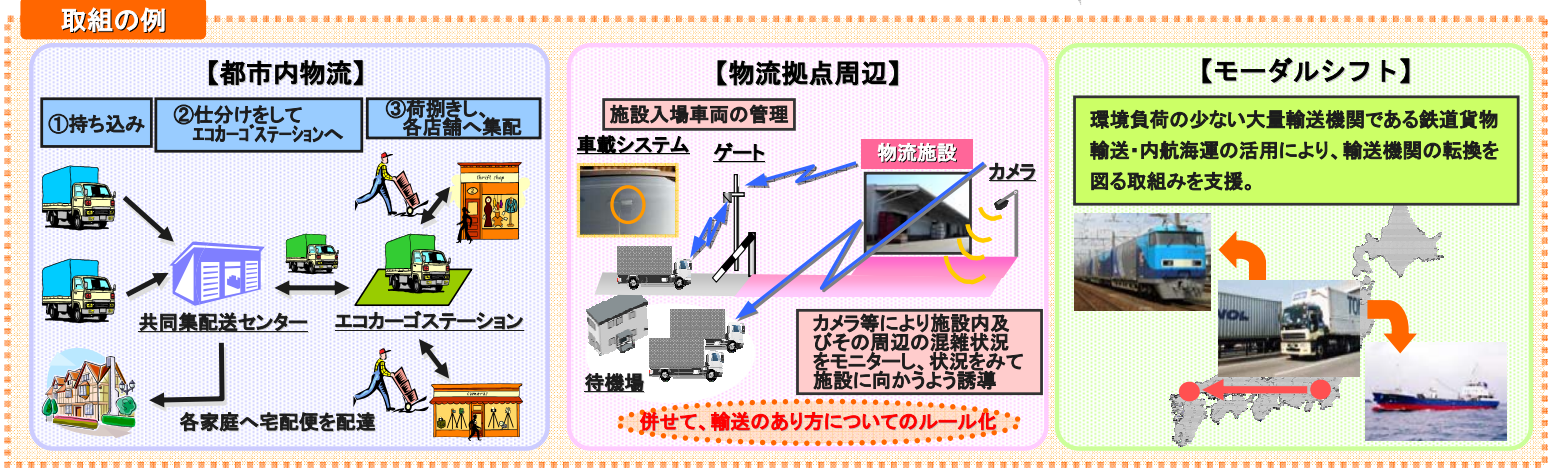 取組の例
【都市内物流】
①持ち込み
②仕分けをして
エコカーゴステーションへ
③荷捌きし、
各店舗へ集配
thrift shop
共同集配送センター
エコカーゴステーション
cameras
各家庭へ宅配便を配達
【物流拠点周辺】
施設入場車両の管理
車載システム
ゲート
物流施設
カメラ
待機場
カメラ等により施設内及
びその周辺の混雑状況
をモニターし、状況をみて
施設に向かうよう誘導
併せて、輸送のあり方についてのルール化
【モーダルシフト】
環境負荷の少ない大量輸送機関である鉄道貨物
輸送・内航海運の活用により、輸送機関の転換を
図る取組みを支援。